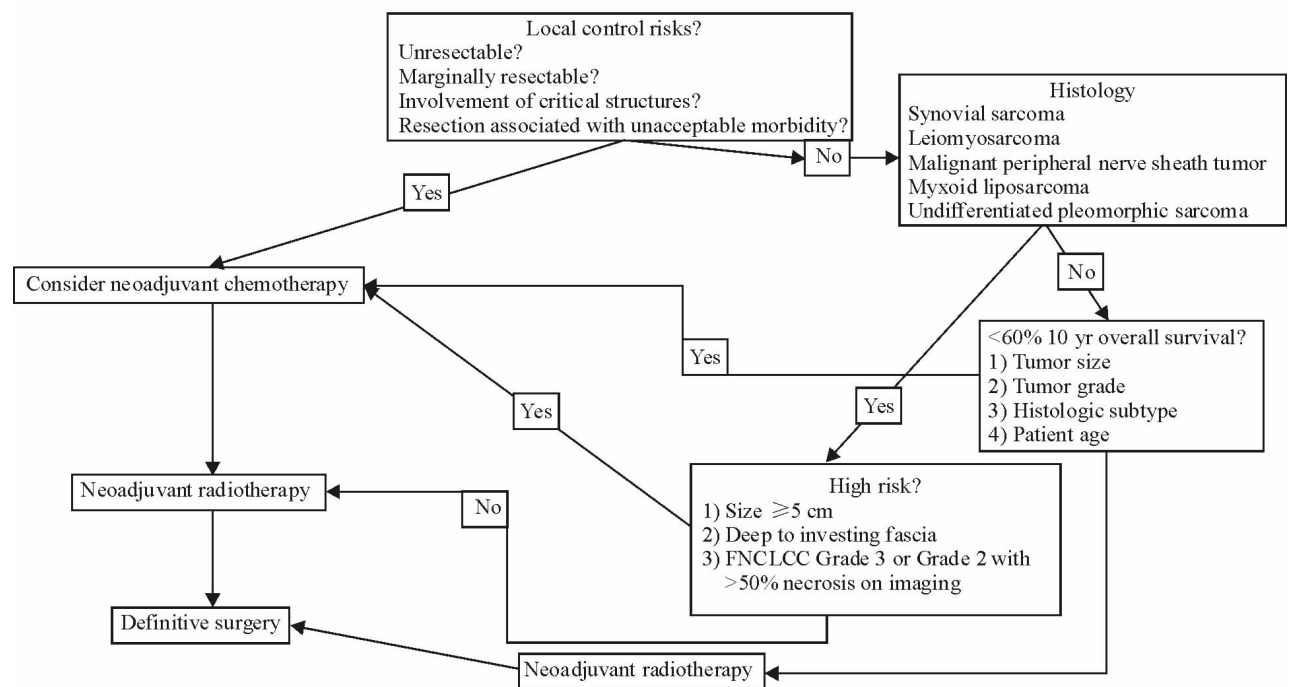 Local control risks?
Unresectable?
Marginally resectable?
Involvement of critical structures?
Resection associated with unacceptable morbidity?
No
Histology
Synovial sarcoma
Leiomyosarcoma
Malignant peripheral nerve sheath tumor
Myxoid liposarcoma
Undifferentiated pleomorphic sarcoma
Yes
No
Consider neoadjuvant chemotherapy
<60% 10 yr overall survival?
1) Tumor size
2) Tumor grade
3) Histologic subtype
4) Patient age
Yes
Yes
Yes
High risk?
1) Size ⩾5 cm
2) Deep to investing fascia
3) FNCLCC Grade 3 or Grade 2 with
>50% necrosis on imaging
Neoadjuvant radiotherapy
No
Definitive surgery
Neoadjuvant radiotherapy